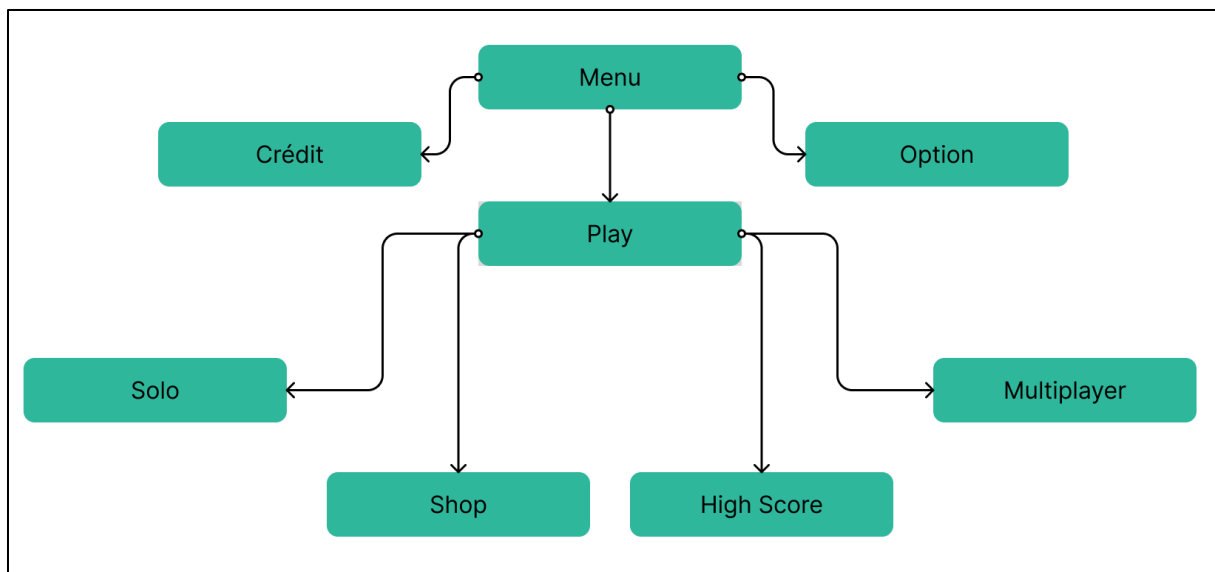 Menu
Crédit
Option
Play
Solo
Multiplayer
Shop
High Score